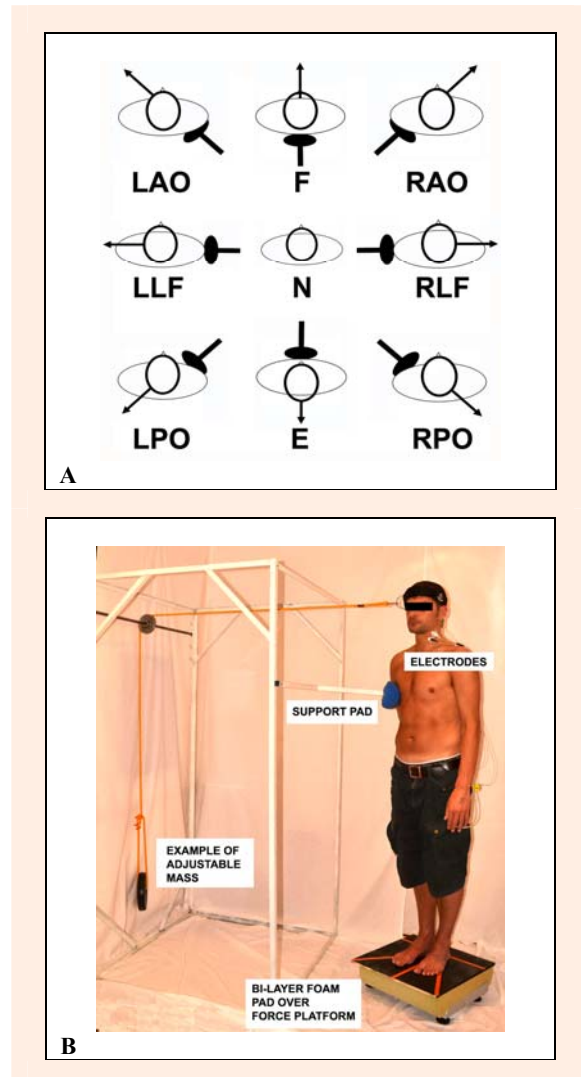 LAO F RAO
LLF N RLF
LPO E RPO
A
ELECTRODES
SUPPORT PAD
EXAMPLE OF
ADJUSTABLE
MASS
BI-LAYER FOAM
PAD OVER
FORCE PLATFORM
B